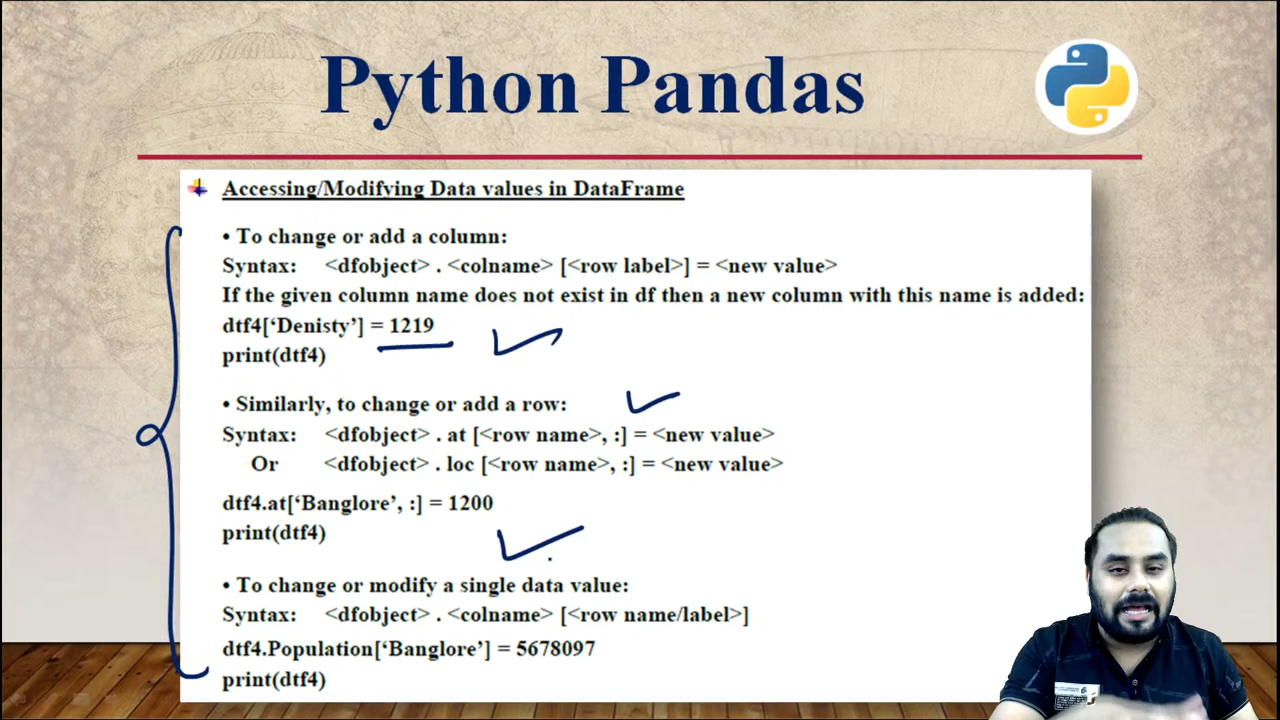 Python Pandas
Accessing/Modifying Data values in DataFrame
• To change or add a column:
Syntax: <dfobject> . <colname> [<row label>] = <new value>
If the given column name does not exist in df then a new column with this name is added:
dtf4[‘Denisty’] = 1219
print(dtf4)
• Similarly, to change or add a row:
Syntax: <dfobject> . at [<row name>, :] = <new value>
Or <dfobject> . loc [<row name>, :] = <new value>
dtf4.at[‘Banglore’, :] = 1200
print(dtf4)
• To change or modify a single data value:
Syntax: <dfobject> . <colname> [<row name/label>]
dtf4.Population[‘Banglore’] = 5678097
print(dtf4)